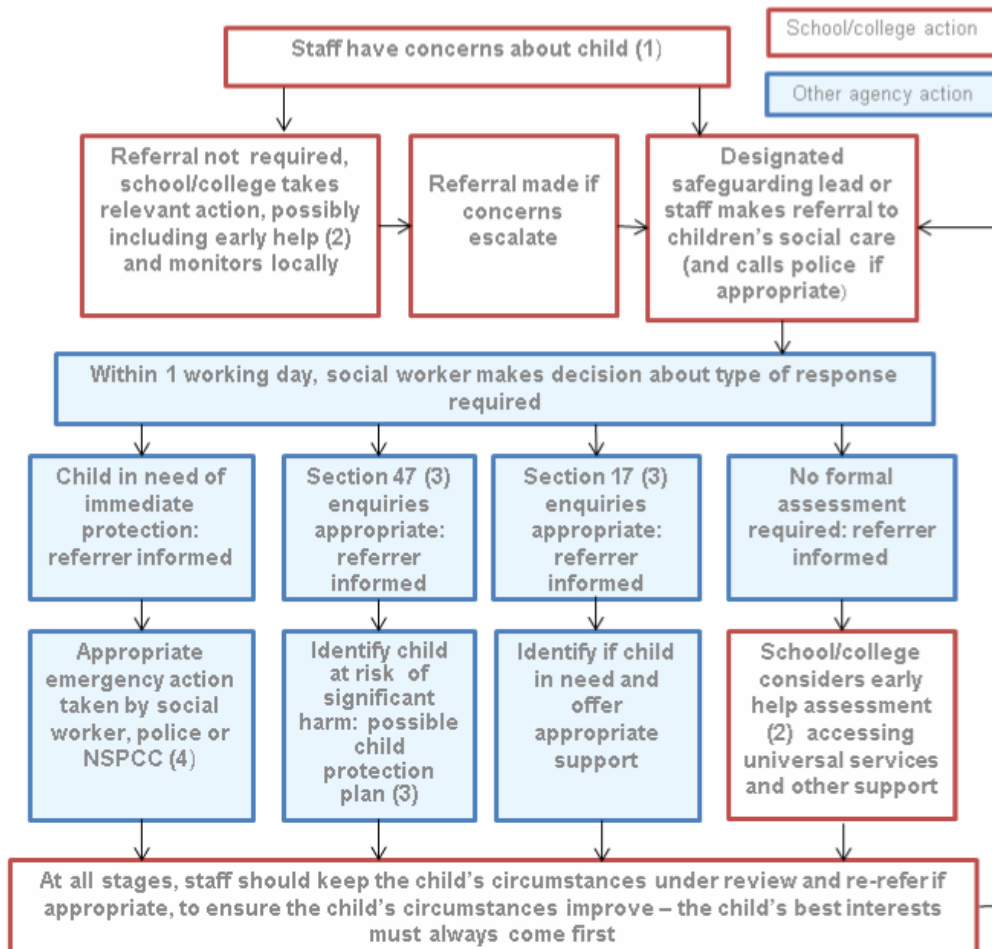 Staff have concerns about child (1)
School/college action
Other agency action
Referral not required,
school/college takes
relevant action, possibly
including early help (2)
and monitors locally
Referral made if
concerns
escalate
Designated
safeguarding lead or
staff makes referral to
children’s social care
(and calls police if
appropriate)
Within 1 working day, social worker makes decision about type of response
required
Child in need of
immediate
protection:
referrer informed
Section 47 (3)
enquiries
appropriate:
referrer
informed
Section 17 (3)
enquiries
appropriate:
referrer
informed
No formal
assessment
required: referrer
informed
Appropriate
emergency action
taken by social
worker, police or
NSPCC (4)
Identify child
at risk of
significant
harm: possible
child
protection
plan (3)
Identify if child
in need and
offer
appropriate
support
School/college
considers early
help assessment
(2) accessing
universal services
and other support
At all stages, staff should keep the child’s circumstances under review and re-refer if
appropriate, to ensure the child’s circumstances improve – the child’s best interests
must always come first